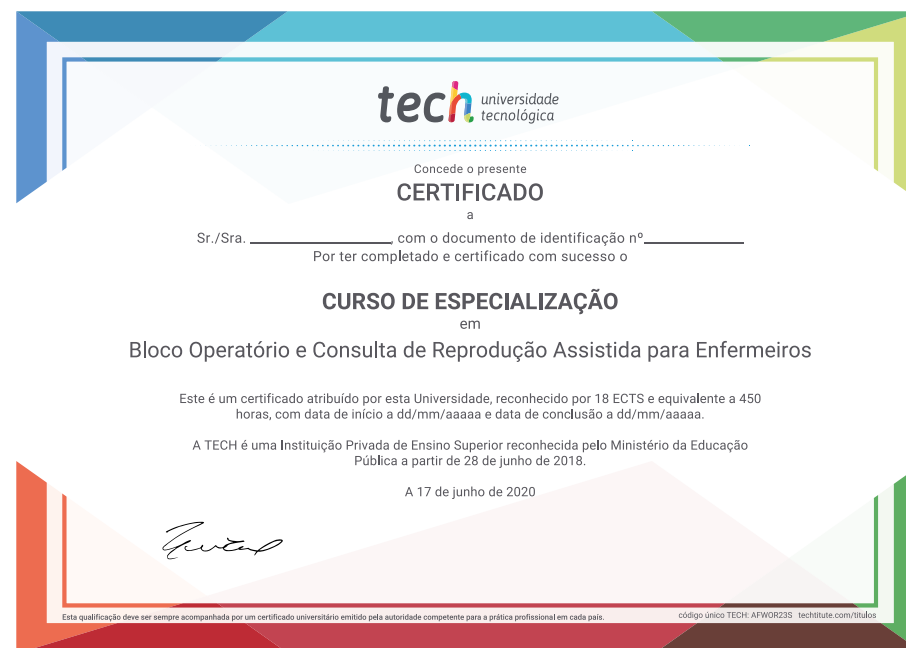 tech universidade
tecnológica
Concede o presente
CERTIFICADO
a
Sr./Sra. ________________, com o documento de identificação nº____________
Por ter completado e certificado com sucesso o
CURSO DE ESPECIALIZAÇÃO
em
Bloco Operatório e Consulta de Reprodução Assistida para Enfermeiros
Este é um certificado atribuído por esta Universidade, reconhecido por 18 ECTS e equivalente a 450
horas, com data de início a dd/mm/aaaaa e data de conclusão a dd/mm/aaaaa.
A TECH é uma Instituição Privada de Ensino Superior reconhecida pelo Ministério da Educação
Pública a partir de 28 de junho de 2018.
A 17 de junho de 2020
Esta qualificação deve ser sempre acompanhada por um certificado universitário emitido pela autoridade competente para a prática profissional em cada país.
código único TECH: AFWOR23S techtitute.com/titulos